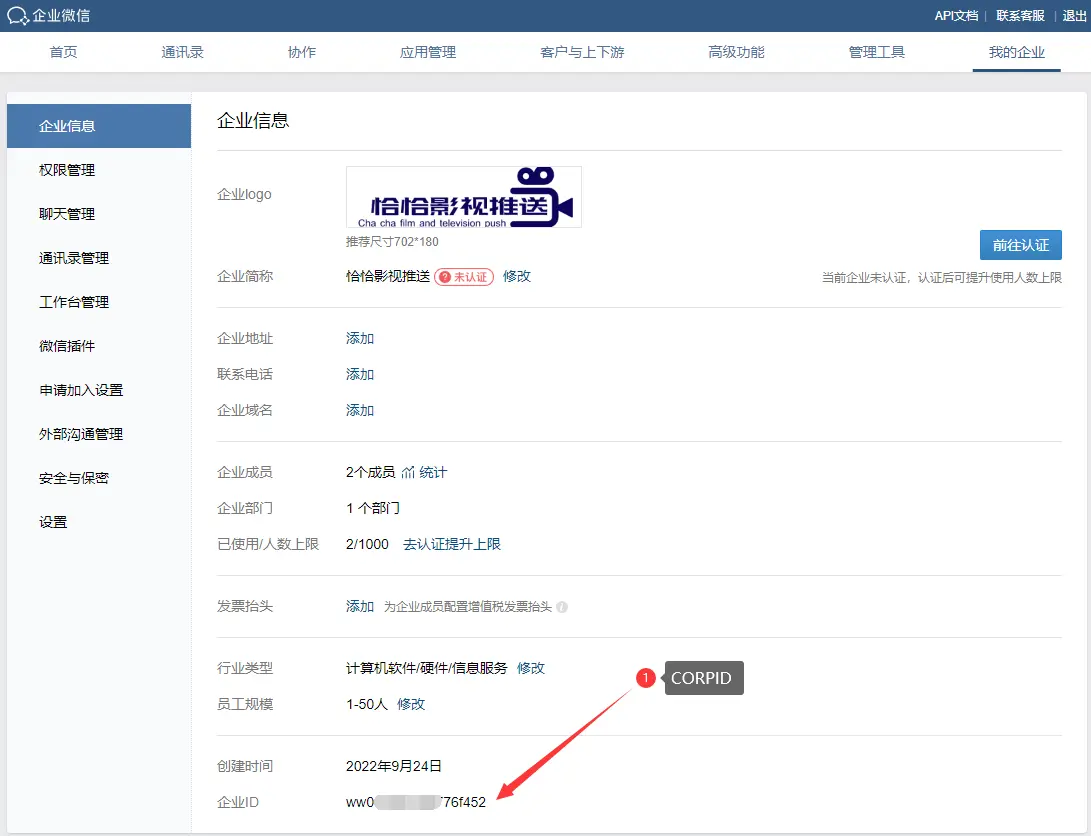 企业微信
API文档 | 联系客服 | 退出
首页 通讯录 协作 应用管理 客户与上下游 高级功能 管理工具 我的企业
企业信息
权限管理
聊天管理
通讯录管理
工作台管理
微信插件
申请加入设置
外部沟通管理
安全与保密
设置
企业信息
企业logo
恰恰影视推送
Cha cha film and television push
推荐尺寸702*180
前往认证
企业简称 恰恰影视推送 ? 未认证 修改
当前企业未认证，认证后可提升使用人数上限
企业地址 添加
联系电话 添加
企业域名 添加
企业成员 2个成员 统计
企业部门 1 个部门
已使用/人数上限 2/1000 去认证提升上限
发票抬头 添加 为企业成员配置增值税发票抬头 i
行业类型 计算机软件/硬件/信息服务 修改
1 CORPID
员工规模 1-50人 修改
创建时间 2022年9月24日
企业ID ww0 76f452